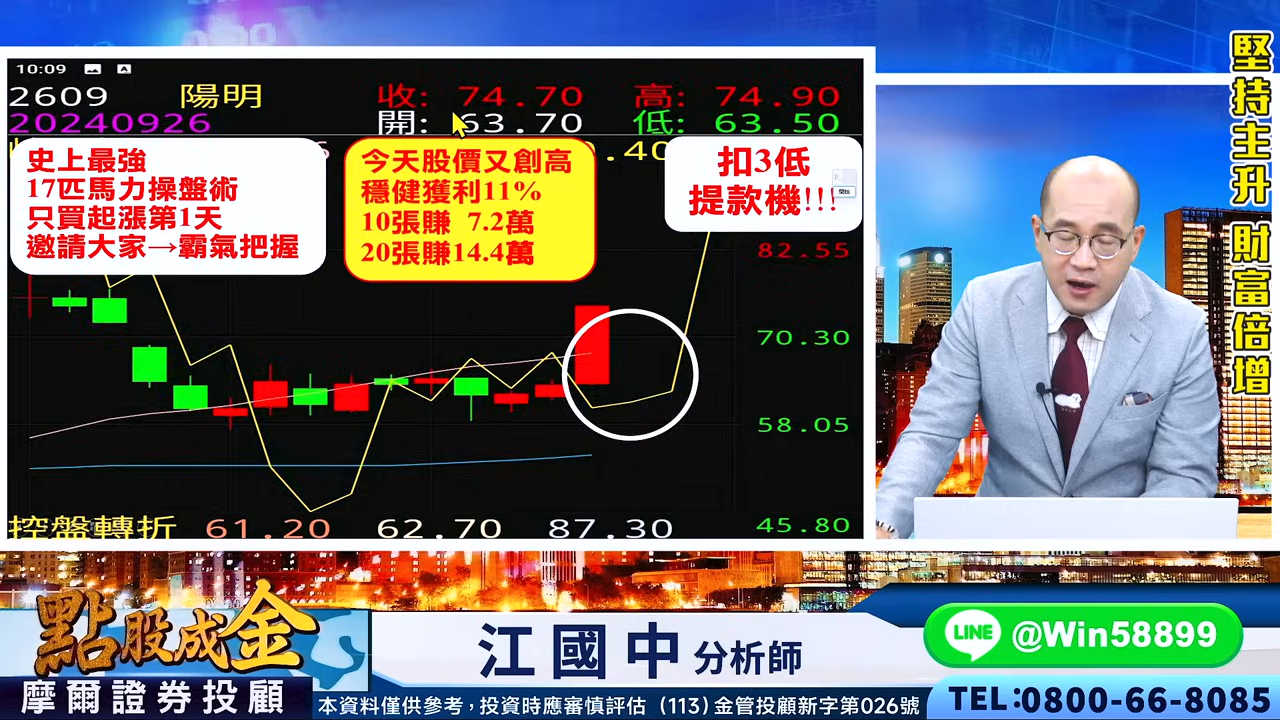 10:09
2609 陽明 收: 74.70 高: 74.90
20240926 開: 63.70 低: 63.50
史上最強
17匹馬力操盤術
只買起漲第1天
邀請大家→霸氣把握
今天股價又創高
穩健獲利11%
10張賺 7.2萬
20張賺14.4萬
扣3低
提款機!!!
開始
82.55
70.30
58.05
45.80
控盤轉折 61.20 62.70 87.30
堅持主升 財富倍增
點股成金
摩爾證券投顧
江國中 分析師
LINE @Win58899
本資料僅供參考,投資時應審慎評估 (113)金管投顧新字第026號
TEL:0800-66-8085